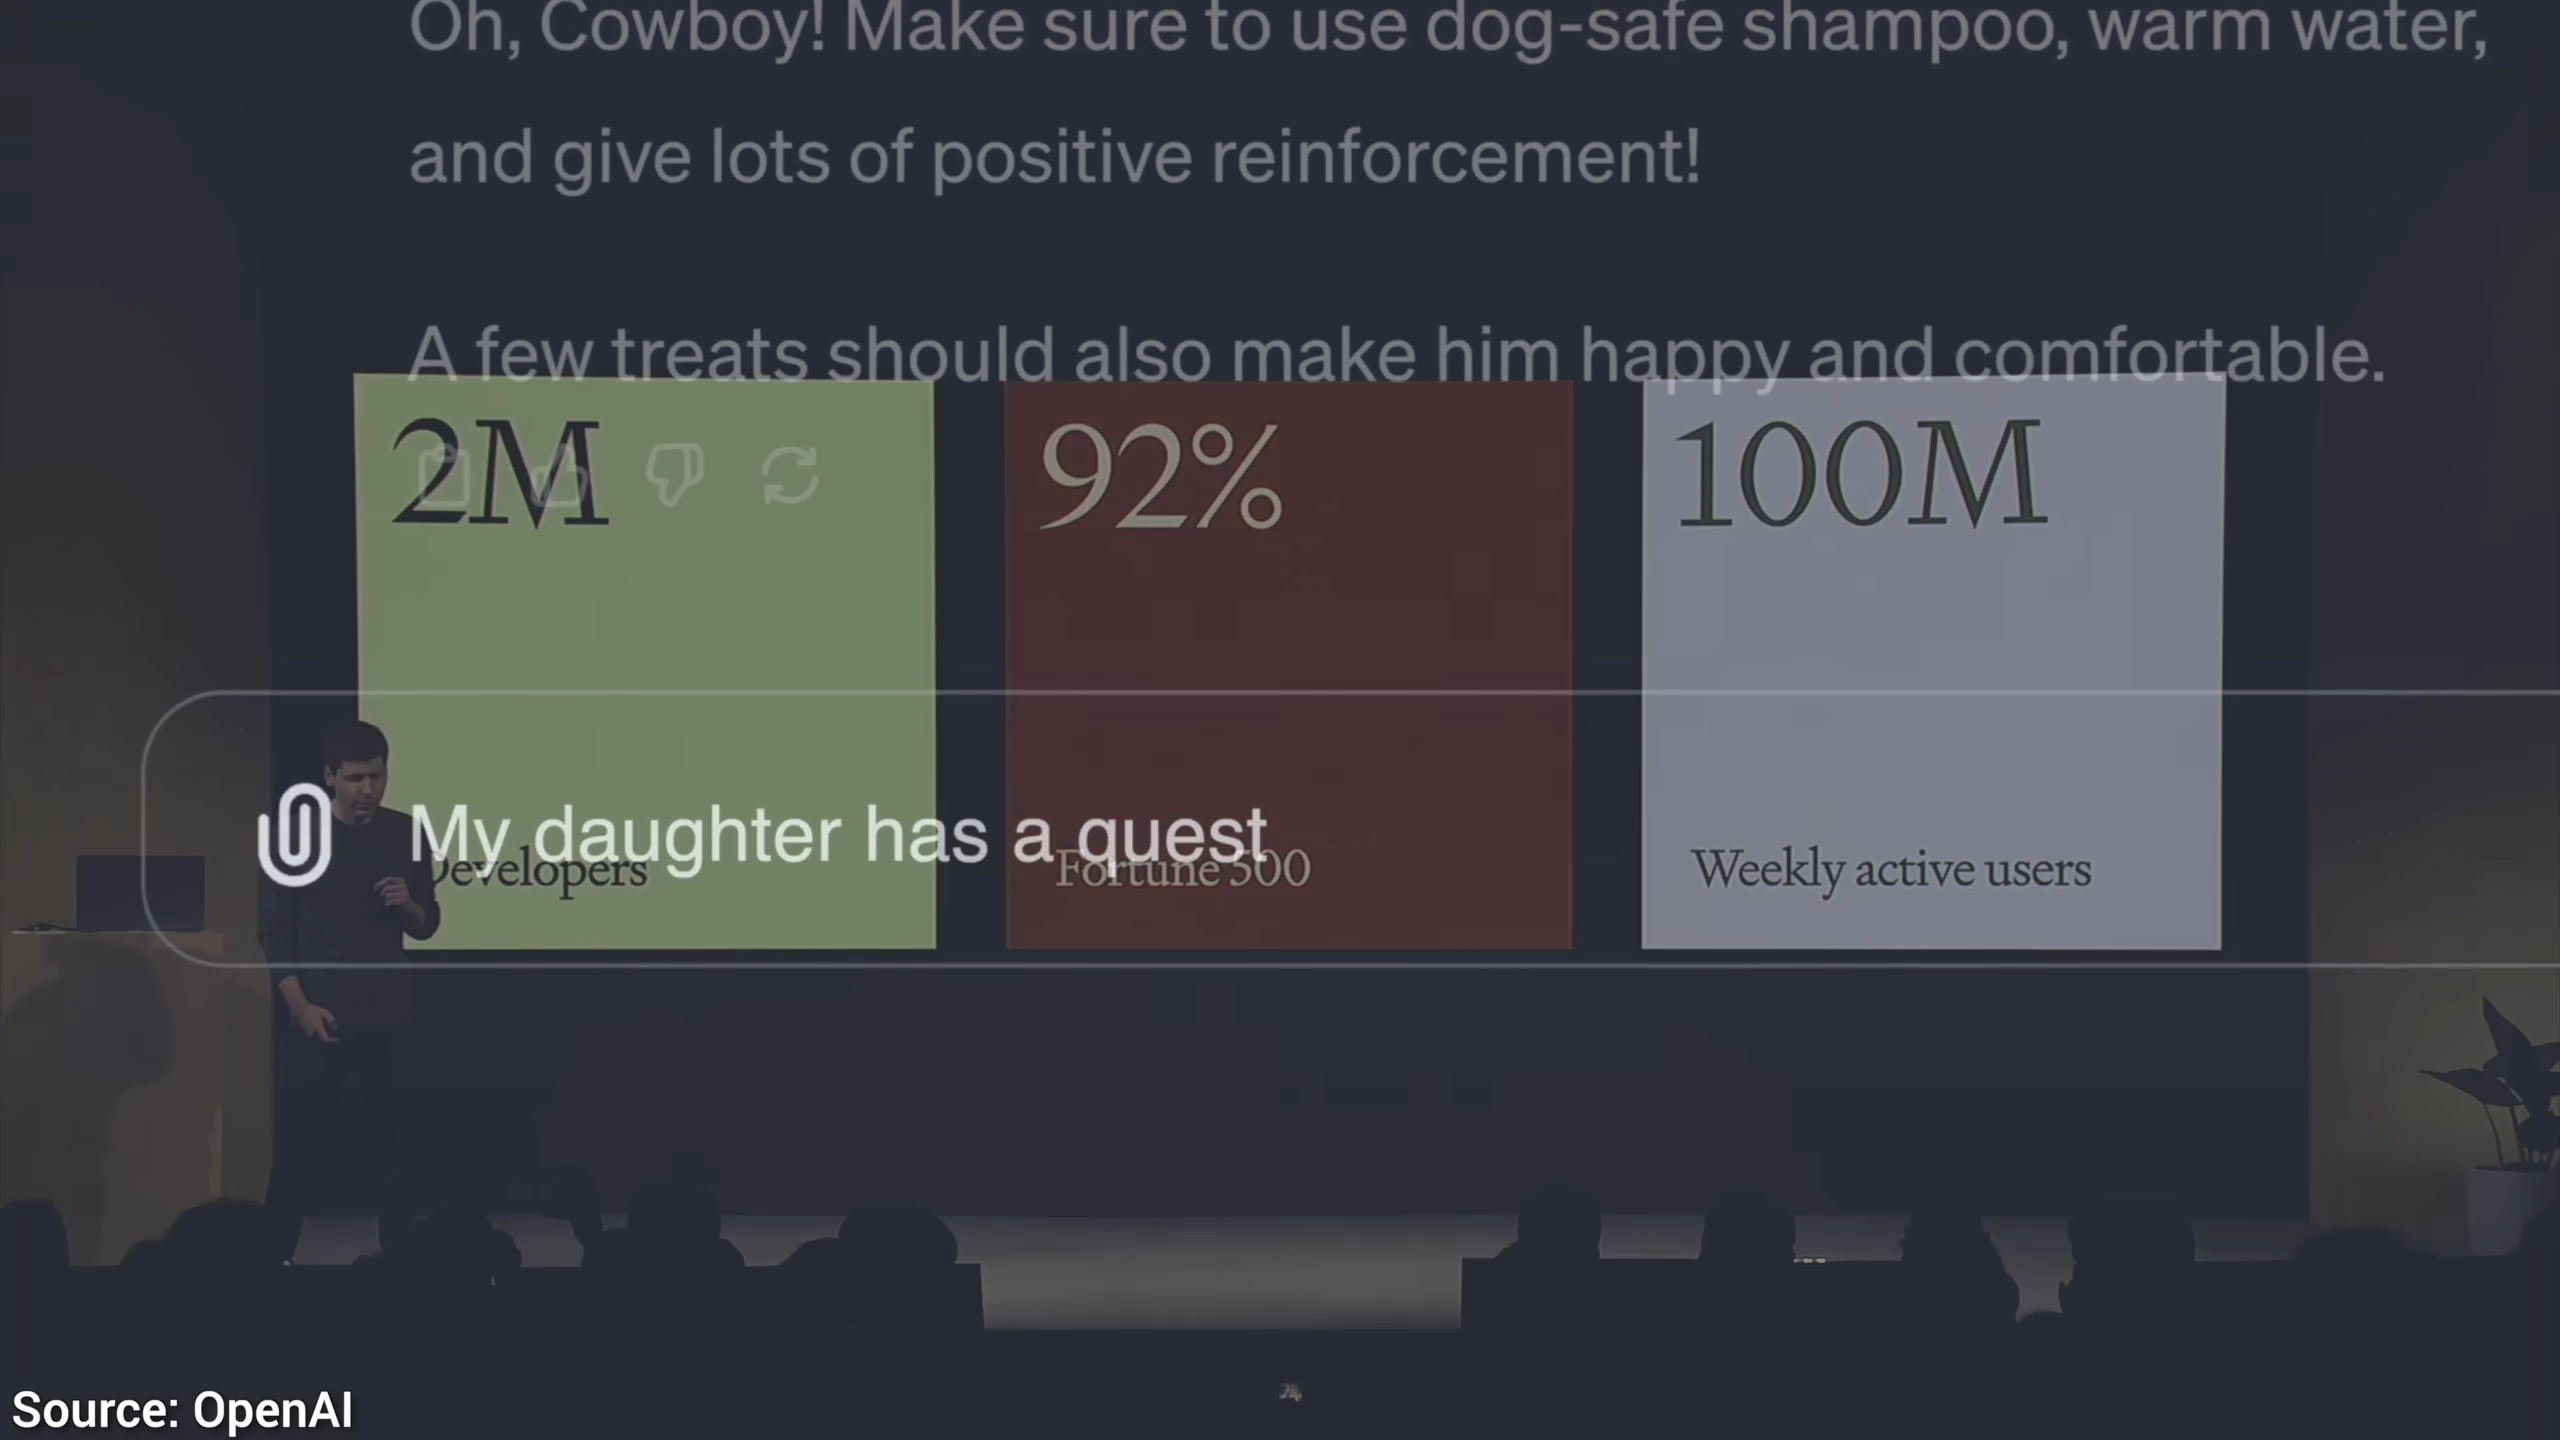 Oh, Cowboy! Make sure to use dog-safe shampoo, warm water,
and give lots of positive reinforcement!
A few treats should also make him happy and comfortable.
2M
92%
100M
My daughter has a quest
Developers
Fortune 500
Weekly active users
Source: OpenAI